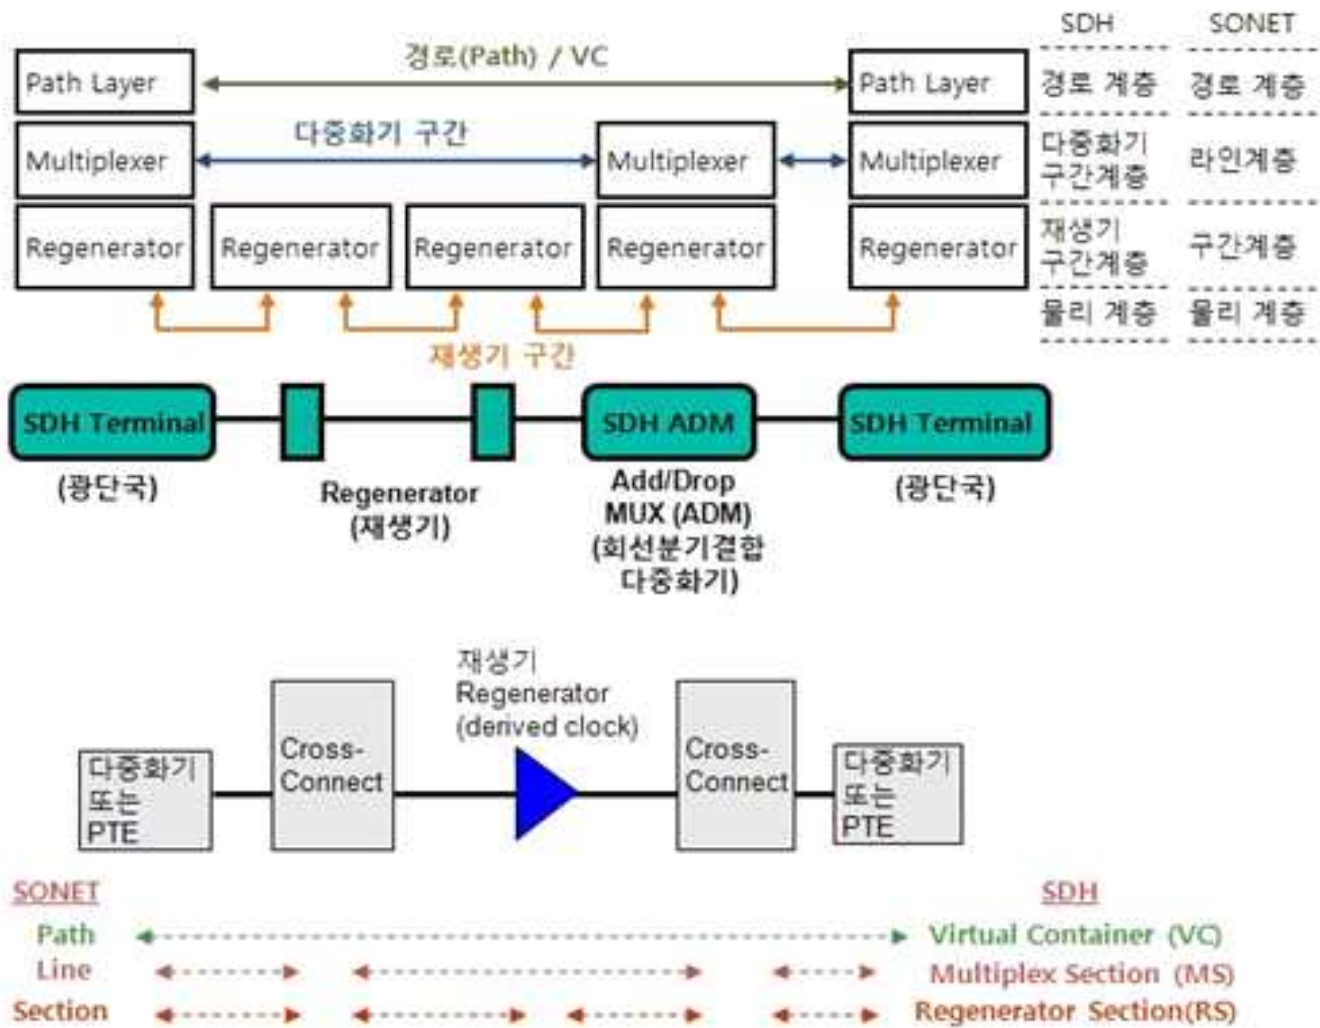 SDH SONET
경로(Path) / VC
Path Layer Path Layer 경로 계층 경로 계층
다중화기 구간
Multiplexer Multiplexer Multiplexer 다중화기 구간계층 라인계층
Regenerator Regenerator Regenerator Regenerator Regenerator 재생기 구간계층 구간계층
물리 계층 물리 계층
재생기 구간
SDH Terminal SDH ADM SDH Terminal
(광단국)
Regenerator
(재생기)
Add/Drop
MUX (ADM)
(회선분기결합
다중화기)
(광단국)
재생기
Regenerator
(derived clock)
다중화기
또는
PTE
Cross-
Connect
Cross-
Connect
다중화기
또는
PTE
SONET SDH
Path Virtual Container (VC)
Line Multiplex Section (MS)
Section Regenerator Section(RS)